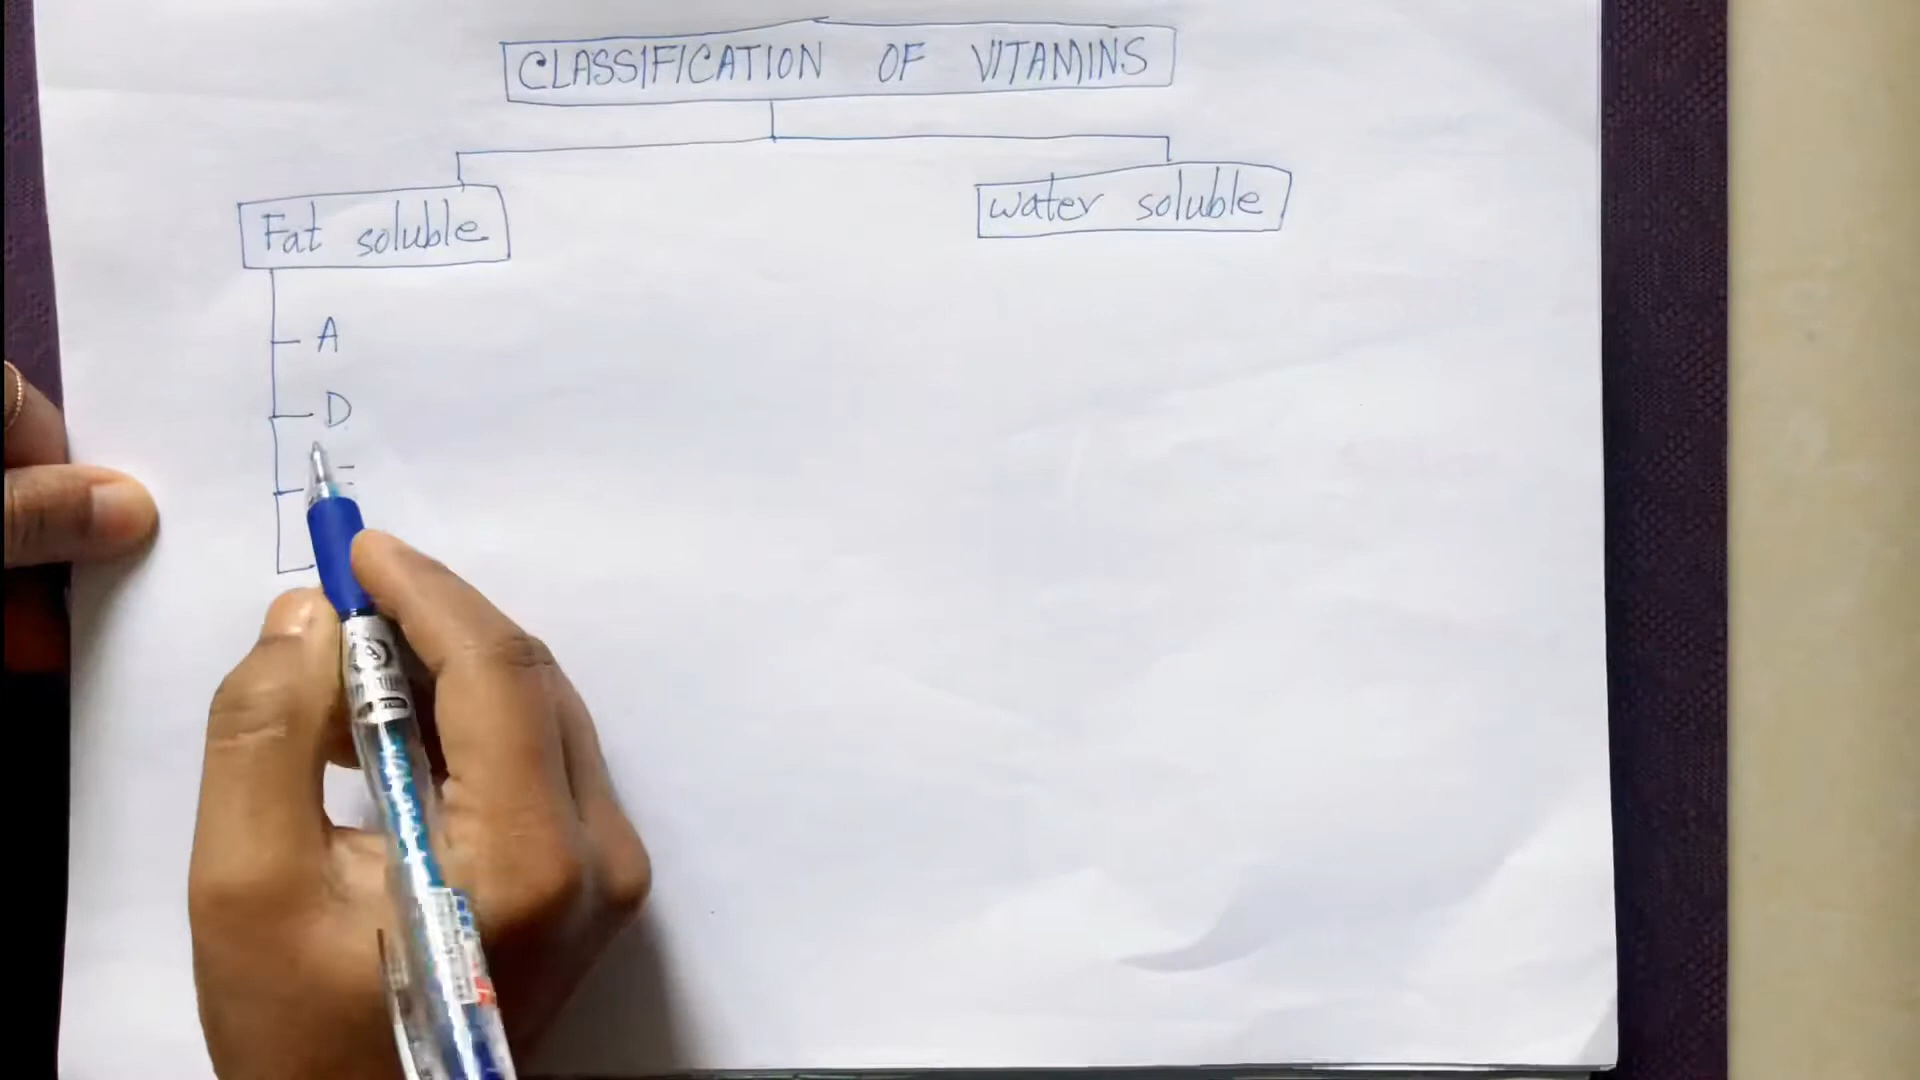 CLASSIFICATION OF VITAMINS
Fat soluble
water soluble
A
D